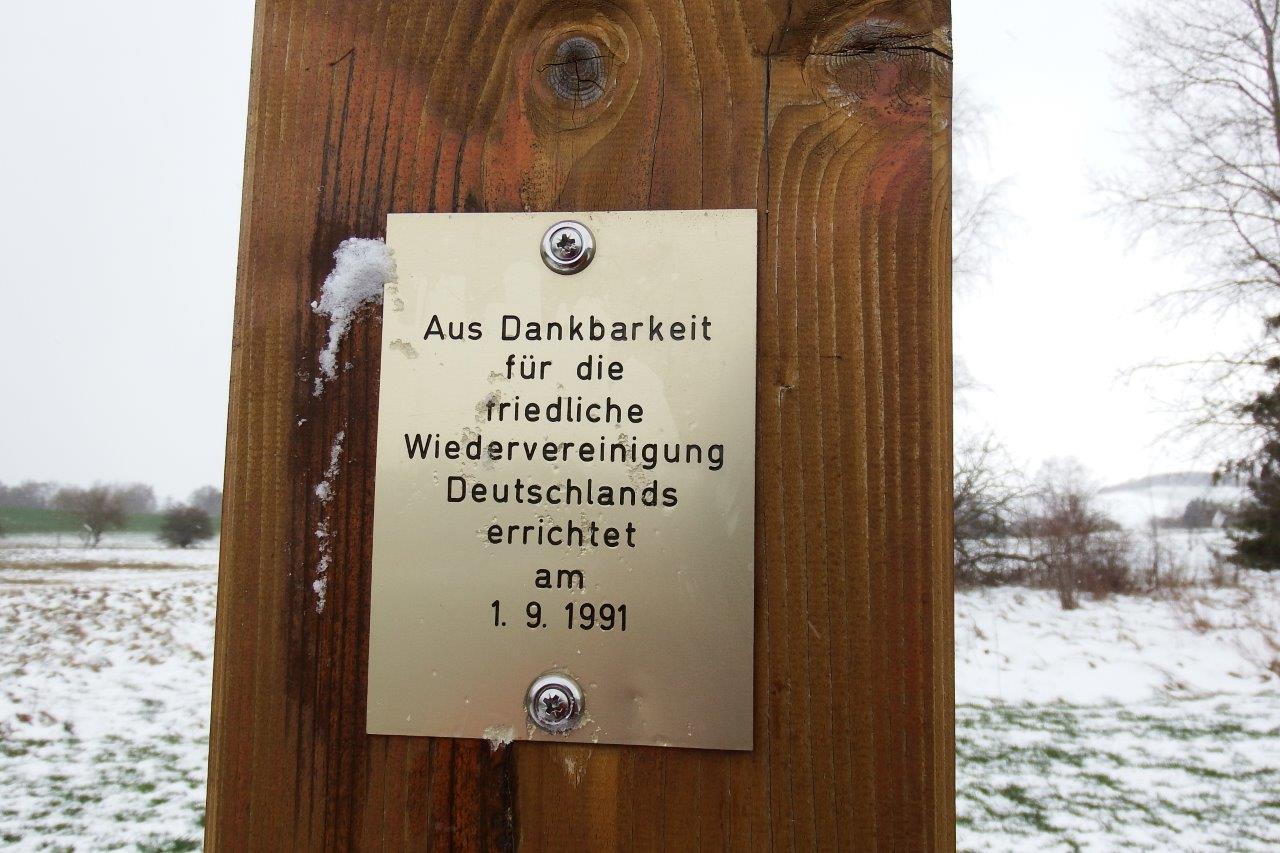 Aus Dankbarkeit
für die
friedliche
Wiedervereinigung
Deutschlands
errichtet
am
1. 9. 1991